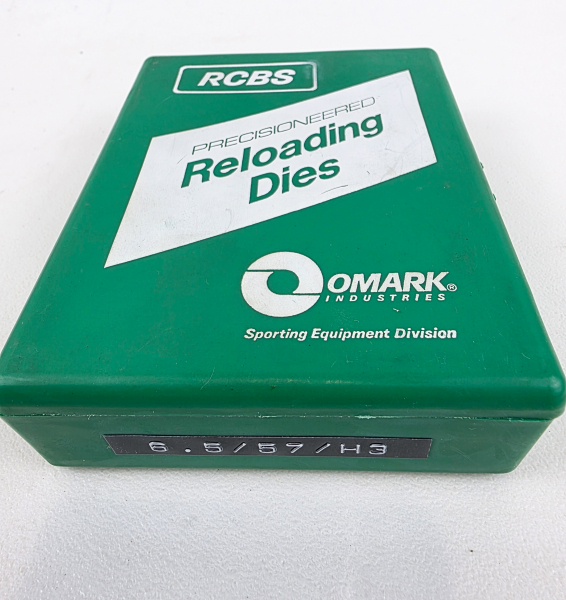 RCBS
PRECISIONEERED
Reloading
Dies
OMARK®
INDUSTRIES
Sporting Equipment Division
6.5/57/H3